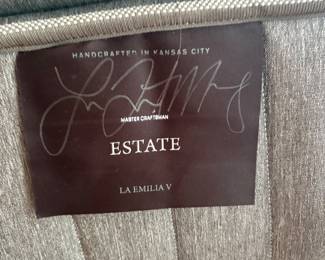 HANDCRAFTED IN KANSAS CITY
MASTER CRAFTSMAN
ESTATE
LA EMILIA V